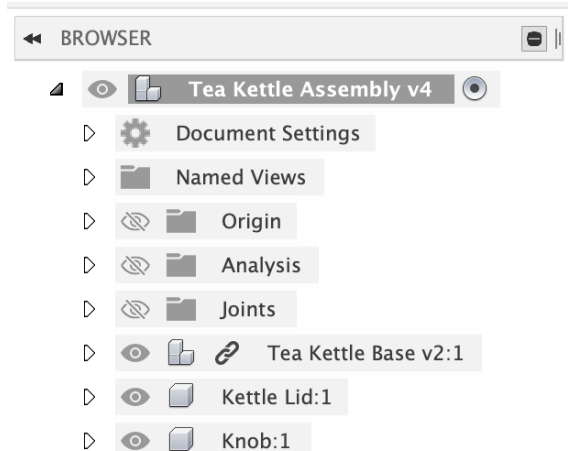 BROWSER
Tea Kettle Assembly v4
Document Settings
Named Views
Origin
Analysis
Joints
Tea Kettle Base v2:1
Kettle Lid:1
Knob:1